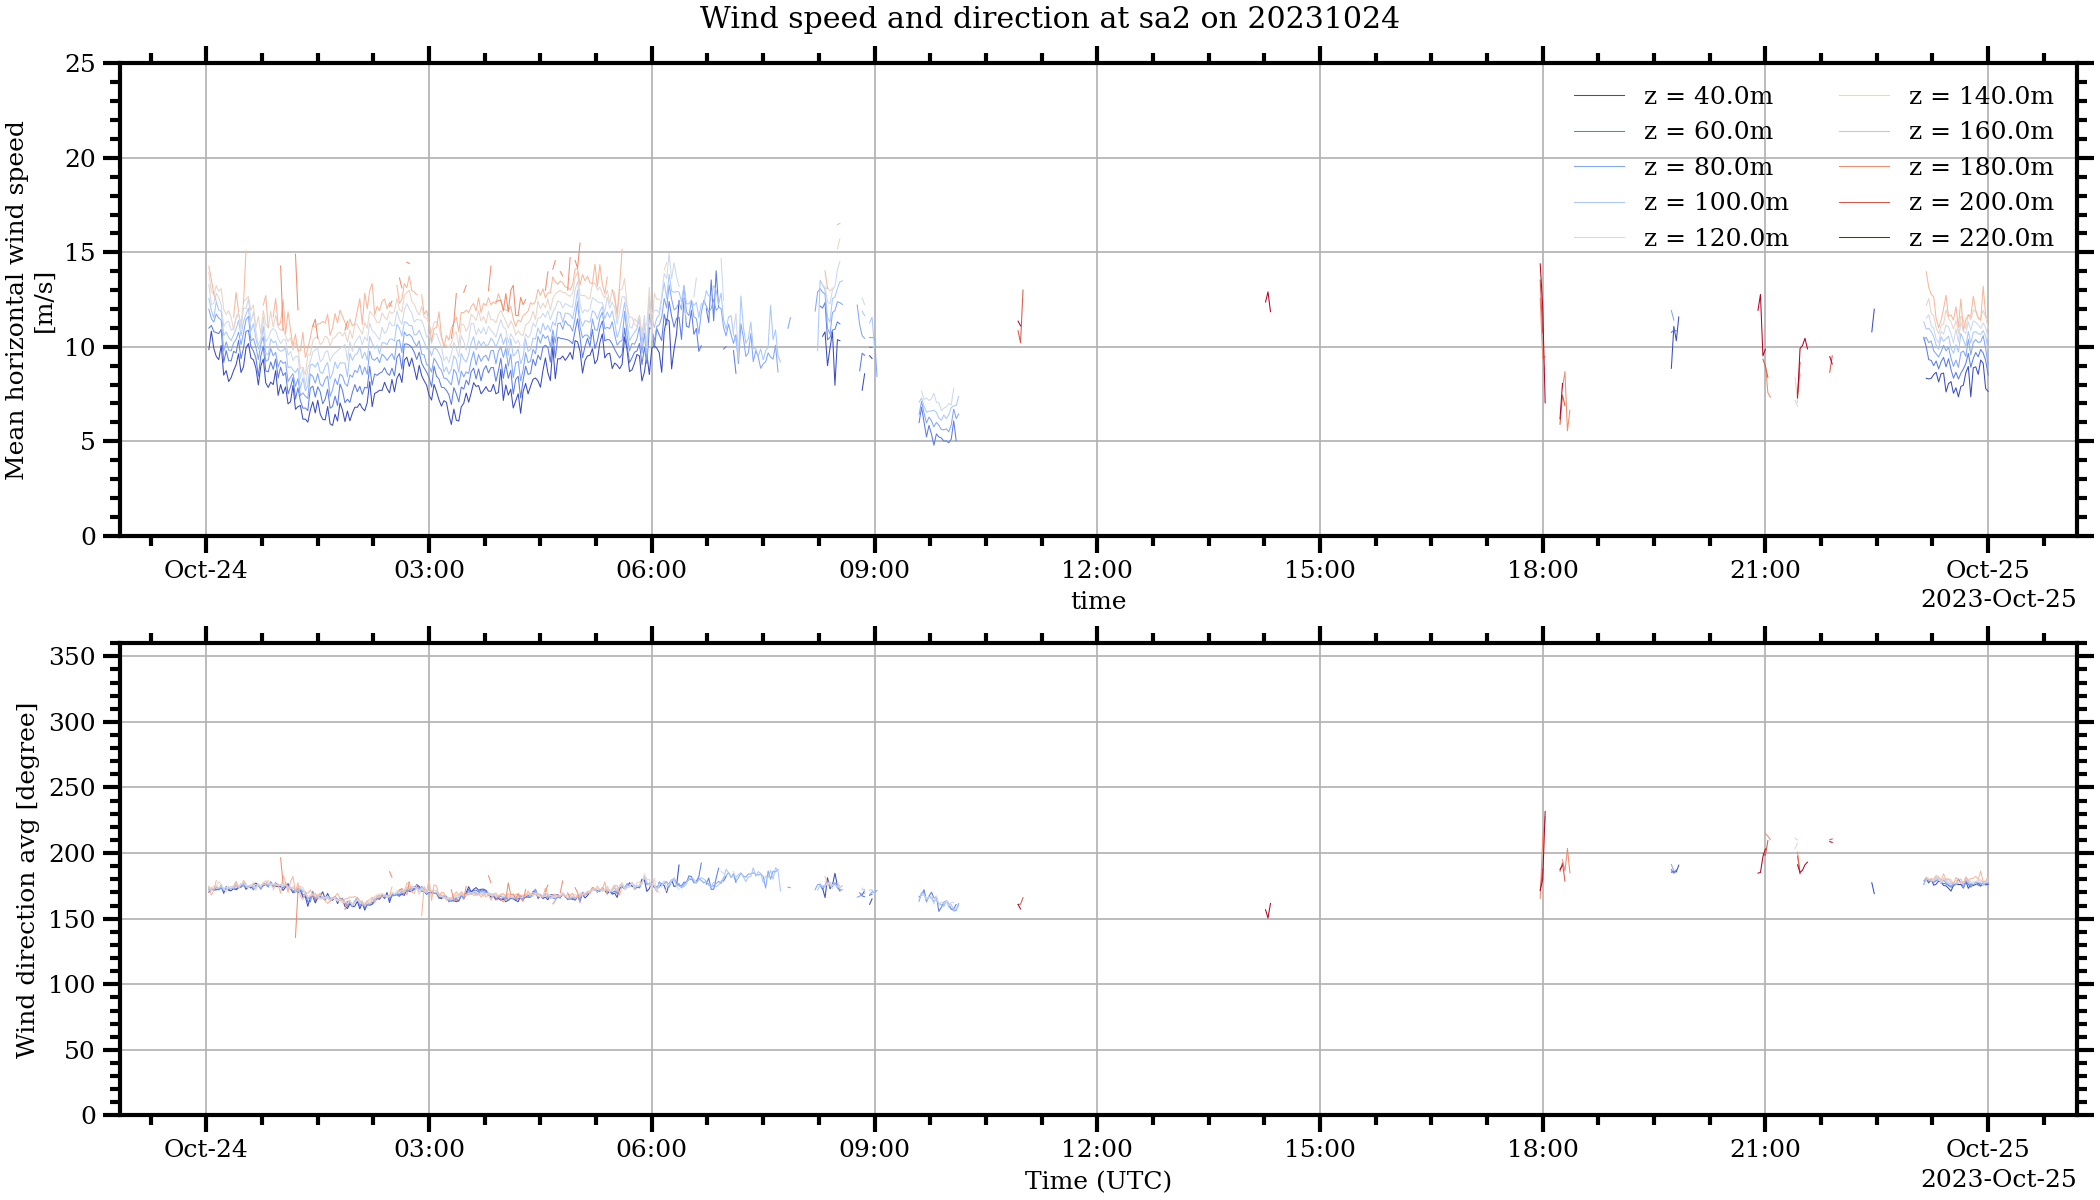 Wind speed and direction at sa2 on 20231024
Mean horizontal wind speed
[m/s]
25
20
15
10
5
0
z = 40.0m
z = 60.0m
z = 80.0m
z = 100.0m
z = 120.0m
z = 140.0m
z = 160.0m
z = 180.0m
z = 200.0m
z = 220.0m
Oct-24 03:00 06:00 09:00 12:00 15:00 18:00 21:00 Oct-25
time
2023-Oct-25
Wind direction avg [degree]
350
300
250
200
150
100
50
0
Oct-24 03:00 06:00 09:00 12:00 15:00 18:00 21:00 Oct-25
Time (UTC)
2023-Oct-25